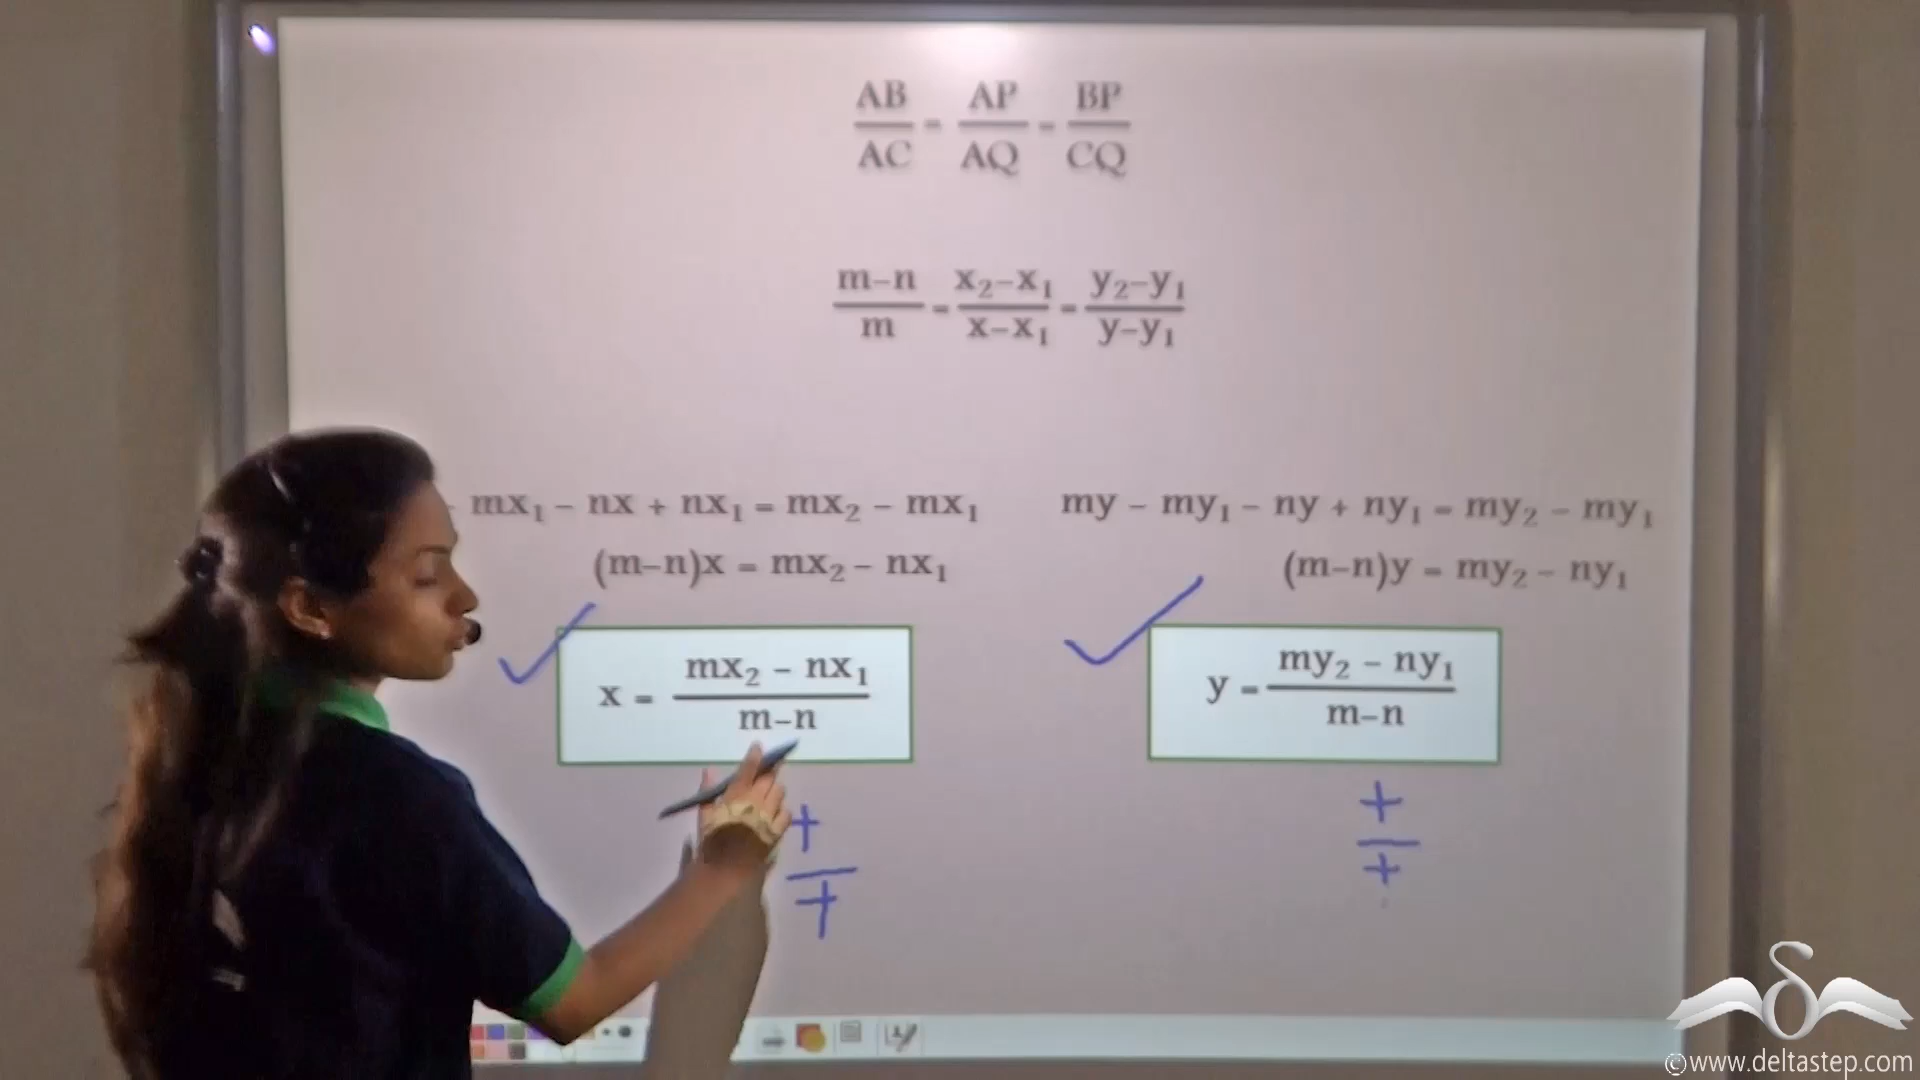 AB/AC = AP/AQ = BP/CQ
m−n/m = x₂−x₁/x−x₁ = y₂−y₁/y−y₁
− mx₁ − nx + nx₁ = mx₂ − mx₁
my − my₁ − ny + ny₁ = my₂ − my₁
(m−n)x = mx₂ − nx₁
(m−n)y = my₂ − ny₁
x = mx₂ − nx₁/m−n
y = my₂ − ny₁/m−n
+/+
+/+
©www.deltastep.com